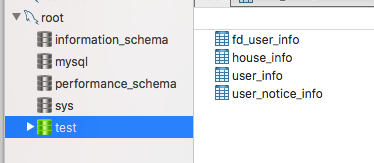 root
information_schema
mysql
performance_schema
sys
test
fd_user_info
house_info
user_info
user_notice_info